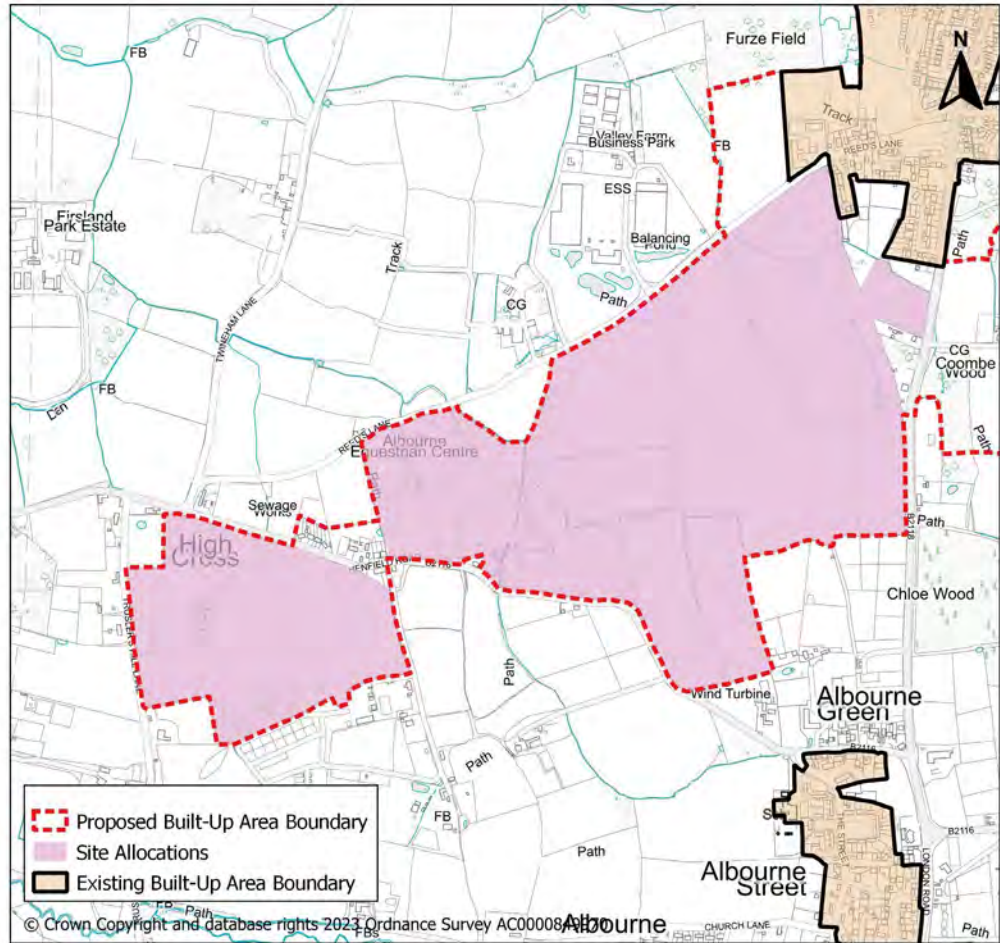 FB
Furze Field
N
Valley Farm
Business Park
Track
REED'S LANE
FB
ESS
Firsland
Park Estate
Track
Balancing
Pond
Path
Path
CG
TWINEHAM LANE
CG
Coombe
Wood
FB
REED'S LANE
Albourne
Equestrian Centre
Path
Path
Sewage
Works
High
Cross
B2118
Path
Chloe Wood
Path
Wind Turbine
Albourne
Green
Path
B2116
FB
THE STREET
B2116
Path
LONDON ROAD
Albourne
Street
Proposed Built-Up Area Boundary
Site Allocations
Existing Built-Up Area Boundary
Path
FBs
Albourne
CHURCH LANE
Path
© Crown Copyright and database rights 2023 Ordnance Survey